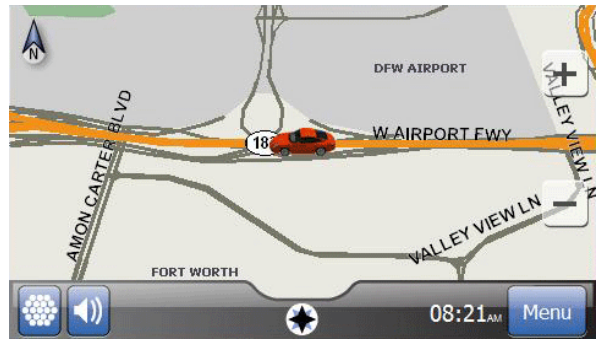 N
DFW AIRPORT
+
VALLEY VIEW LN
W AIRPORT FWY
18
AMON CARTER BLVD
VALLEY VIEW LN
−
FORT WORTH
08:21AM
Menu